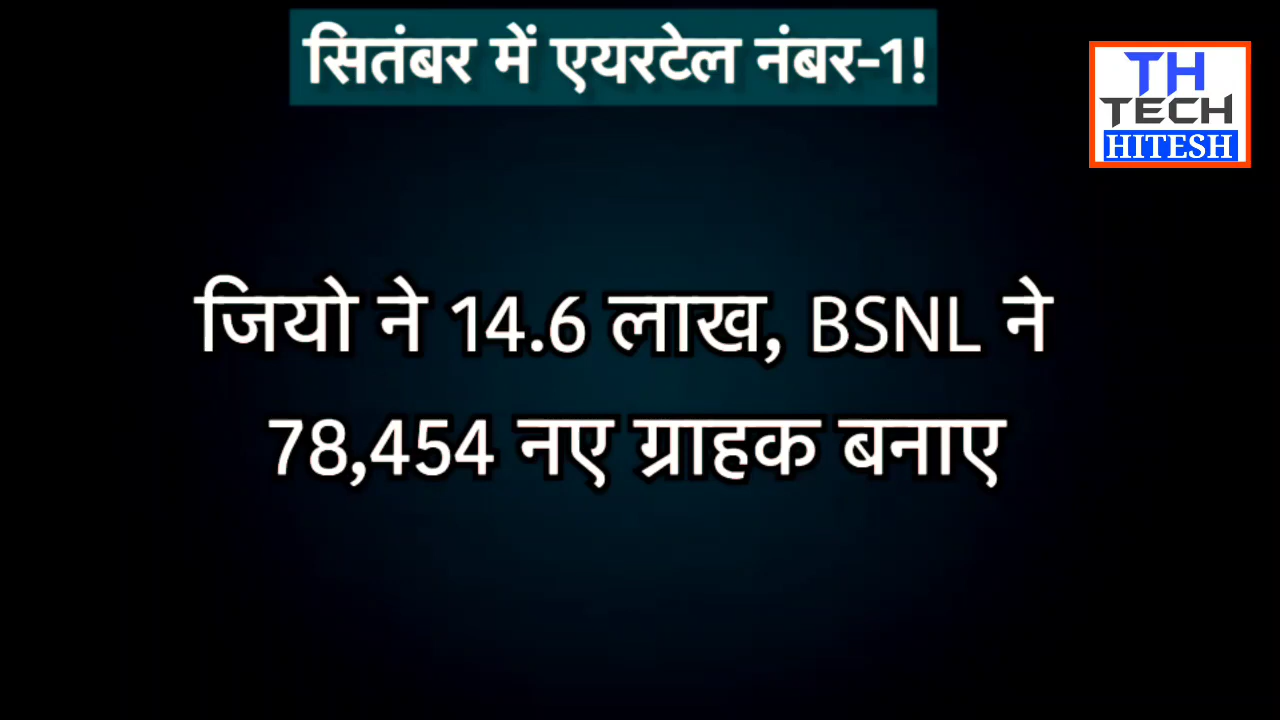 सितंबर में एयरटेल नंबर-1!
TH
TECH
HITESH
जियो ने 14.6 लाख, BSNL ने
78,454 नए ग्राहक बनाए